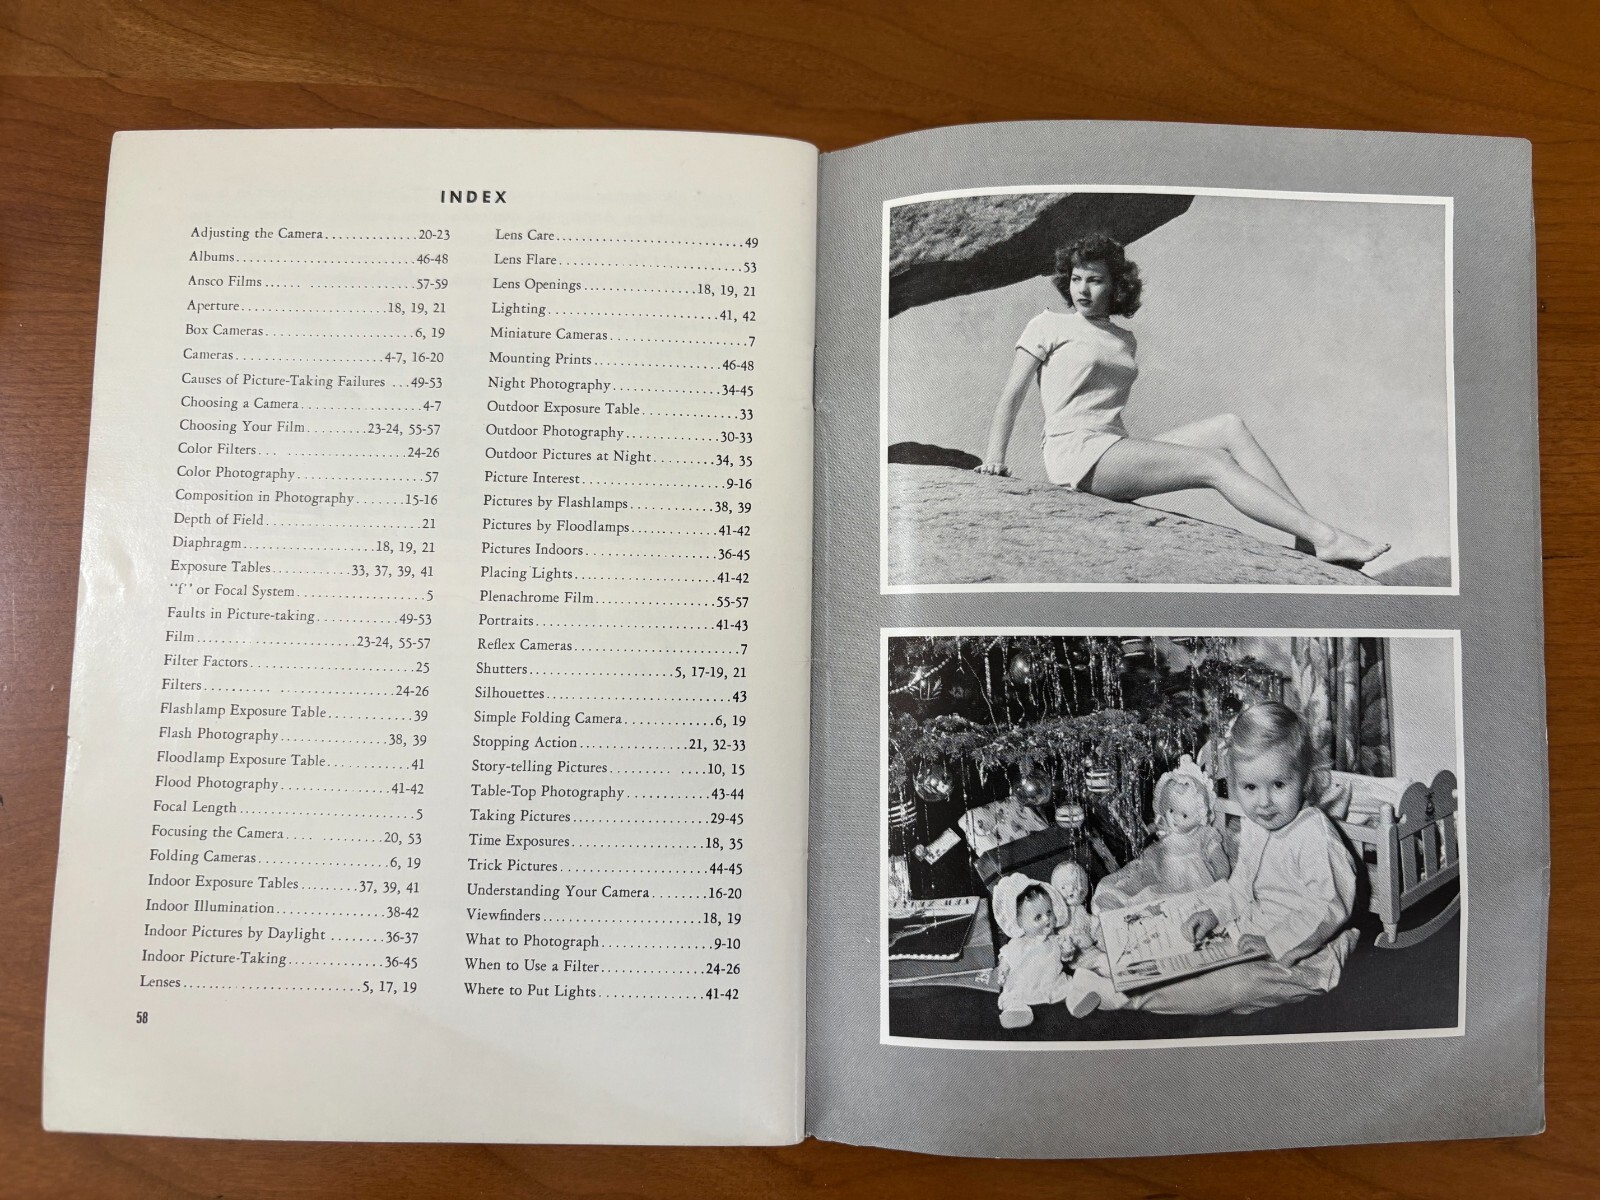 INDEX
Adjusting the Camera..............20-23
Albums............................46-48
Ansco Films...... ................57-59
Aperture.......................18, 19, 21
Box Cameras........................6, 19
Cameras.......................4-7, 16-20
Causes of Picture-Taking Failures ...49-53
Choosing a Camera...................4-7
Choosing Your Film.........23-24, 55-57
Color Filters... ...................24-26
Color Photography....................57
Composition in Photography.......15-16
Depth of Field........................21
Diaphragm.....................18, 19, 21
Exposure Tables............33, 37, 39, 41
"f" or Focal System....................5
Faults in Picture-taking............49-53
Film..... ................23-24, 55-57
Filter Factors..........................25
Filters.......... ..................24-26
Flashlamp Exposure Table.............39
Flash Photography.................38, 39
Floodlamp Exposure Table.............41
Flood Photography.................41-42
Focal Length............................5
Focusing the Camera.... ..........20, 53
Folding Cameras....................6, 19
Indoor Exposure Tables.........37, 39, 41
Indoor Illumination.................38-42
Indoor Pictures by Daylight ........36-37
Indoor Picture-Taking...............36-45
Lenses............................5, 17, 19
58
Lens Care.............................49
Lens Flare.............................53
Lens Openings.................18, 19, 21
Lighting..........................41, 42
Miniature Cameras......................7
Mounting Prints....................46-48
Night Photography.................34-45
Outdoor Exposure Table...............33
Outdoor Photography...............30-33
Outdoor Pictures at Night.........34, 35
Picture Interest......................9-16
Pictures by Flashlamps.............38, 39
Pictures by Floodlamps.............41-42
Pictures Indoors....................36-45
Placing Lights......................41-42
Plenachrome Film..................55-57
Portraits............................41-43
Reflex Cameras..........................7
Shutters......................5, 17-19, 21
Silhouettes.............................43
Simple Folding Camera..............6, 19
Stopping Action................21, 32-33
Story-telling Pictures......... ....10, 15
Table-Top Photography.............43-44
Taking Pictures.....................29-45
Time Exposures.....................18, 35
Trick Pictures.......................44-45
Understanding Your Camera........16-20
Viewfinders........................18, 19
What to Photograph.................9-10
When to Use a Filter................24-26
Where to Put Lights................41-42